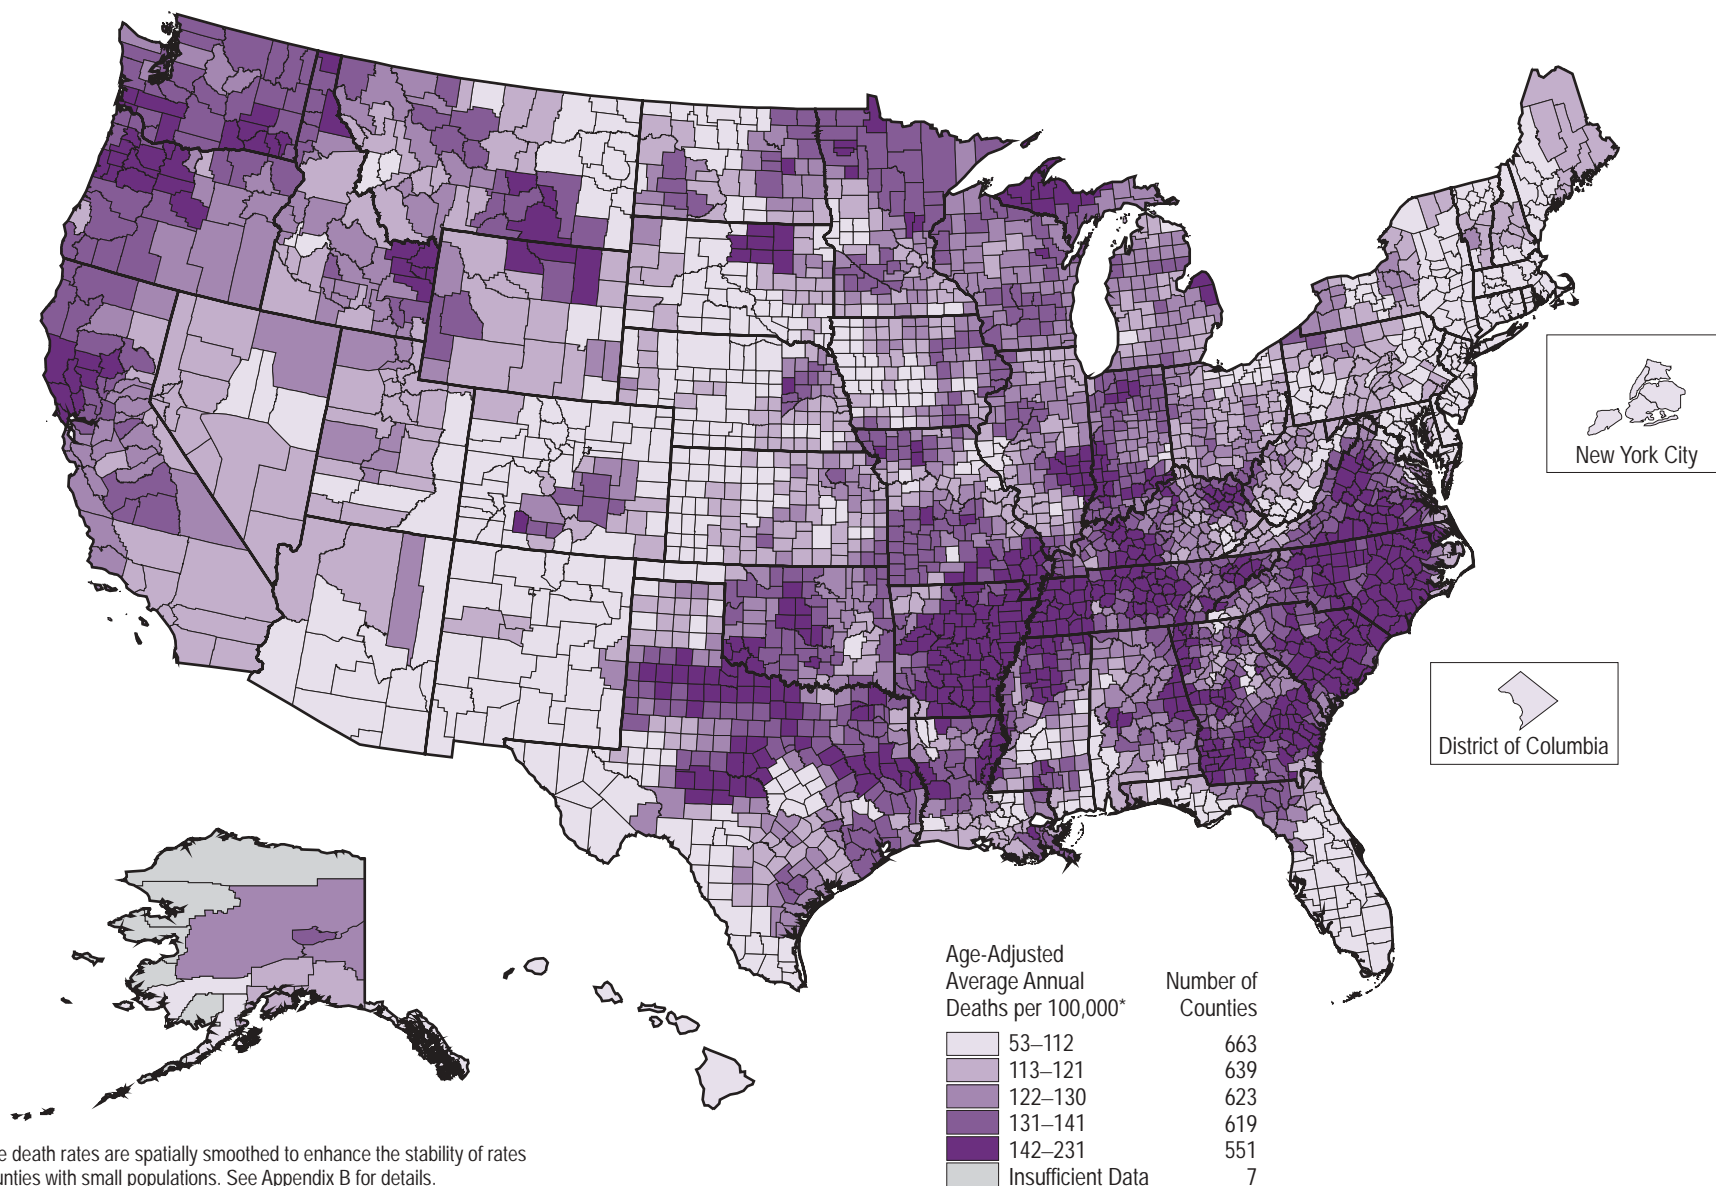 New York City
District of Columbia
Age-Adjusted
Average Annual
Deaths per 100,000*
Number of
Counties
53–112 663
113–121 639
122–130 623
131–141 619
142–231 551
Insufficient Data 7
death rates are spatially smoothed to enhance the stability of rates
with small populations. See Appendix B for details.